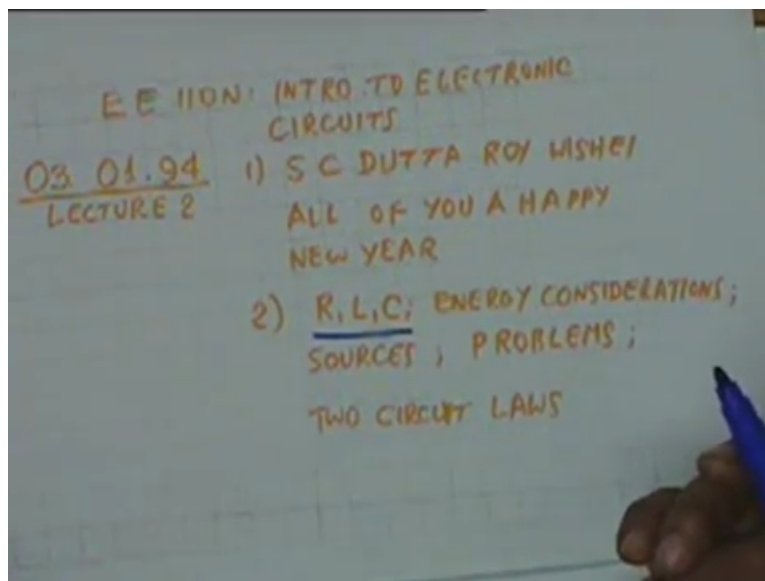 EE 110N: INTRO TO ELECTRONIC
CIRCUITS
03 01.94
LECTURE 2
1) S C DUTTA ROY WISHES
ALL OF YOU A HAPPY
NEW YEAR
2) R, L, C; ENERGY CONSIDERATIONS;
SOURCES; PROBLEMS;
TWO CIRCUIT LAWS